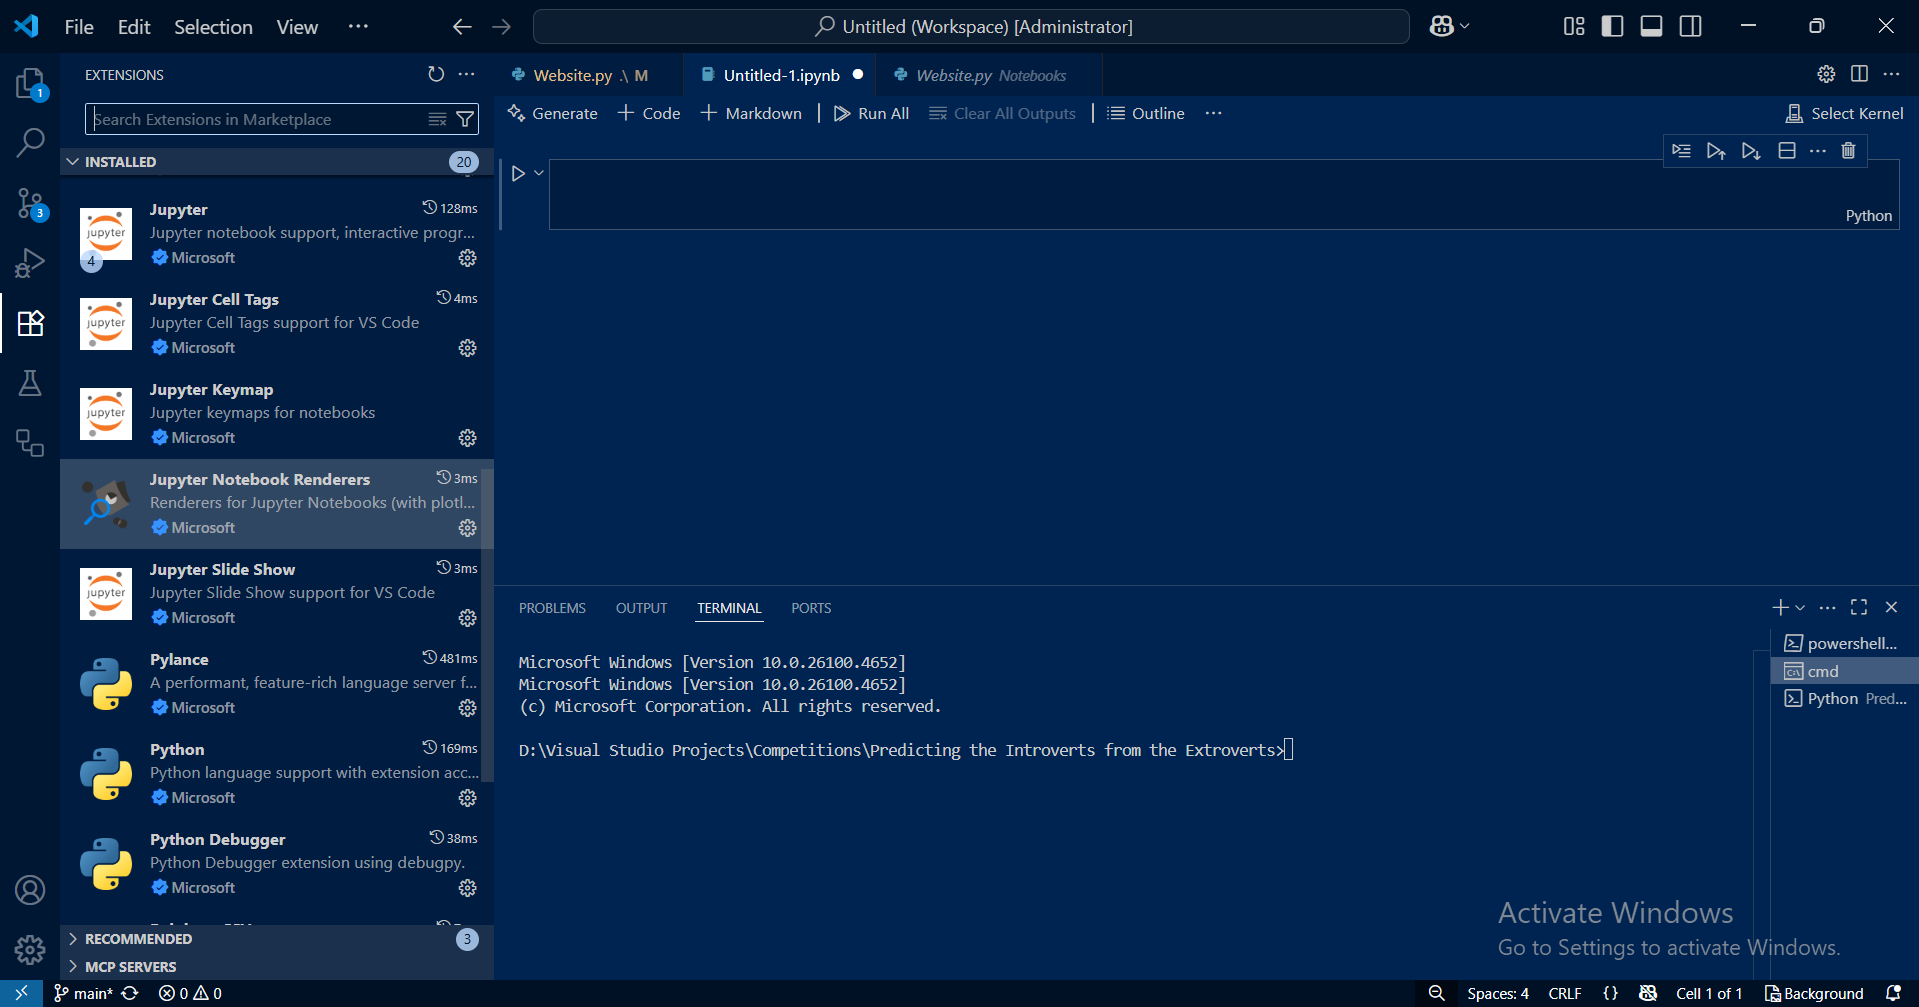 File Edit Selection View ···
Untitled (Workspace) [Administrator]
EXTENSIONS
Website.py .\ M
Untitled-1.ipynb
Website.py Notebooks
Search Extensions in Marketplace
Generate + Code + Markdown | Run All Clear All Outputs | Outline ···
Select Kernel
INSTALLED 20
Python
Jupyter 128ms
Jupyter notebook support, interactive progr...
Microsoft
jupyter
4
Jupyter Cell Tags 4ms
Jupyter Cell Tags support for VS Code
Microsoft
jupyter
Jupyter Keymap
Jupyter keymaps for notebooks
Microsoft
jupyter
Jupyter Notebook Renderers 3ms
Renderers for Jupyter Notebooks (with plotl...
Microsoft
Jupyter Slide Show 3ms
Jupyter Slide Show support for VS Code
Microsoft
jupyter
Pylance 481ms
A performant, feature-rich language server f...
Microsoft
Python 169ms
Python language support with extension acc...
Microsoft
Python Debugger 38ms
Python Debugger extension using debugpy.
Microsoft
RECOMMENDED 3
MCP SERVERS
1
3
PROBLEMS OUTPUT TERMINAL PORTS
Microsoft Windows [Version 10.0.26100.4652]
Microsoft Windows [Version 10.0.26100.4652]
(c) Microsoft Corporation. All rights reserved.
D:\Visual Studio Projects\Competitions\Predicting the Introverts from the Extroverts>
powershell...
cmd
Python Pred...
Activate Windows
Go to Settings to activate Windows.
main* 0 0
Spaces: 4 CRLF {} Cell 1 of 1 Background